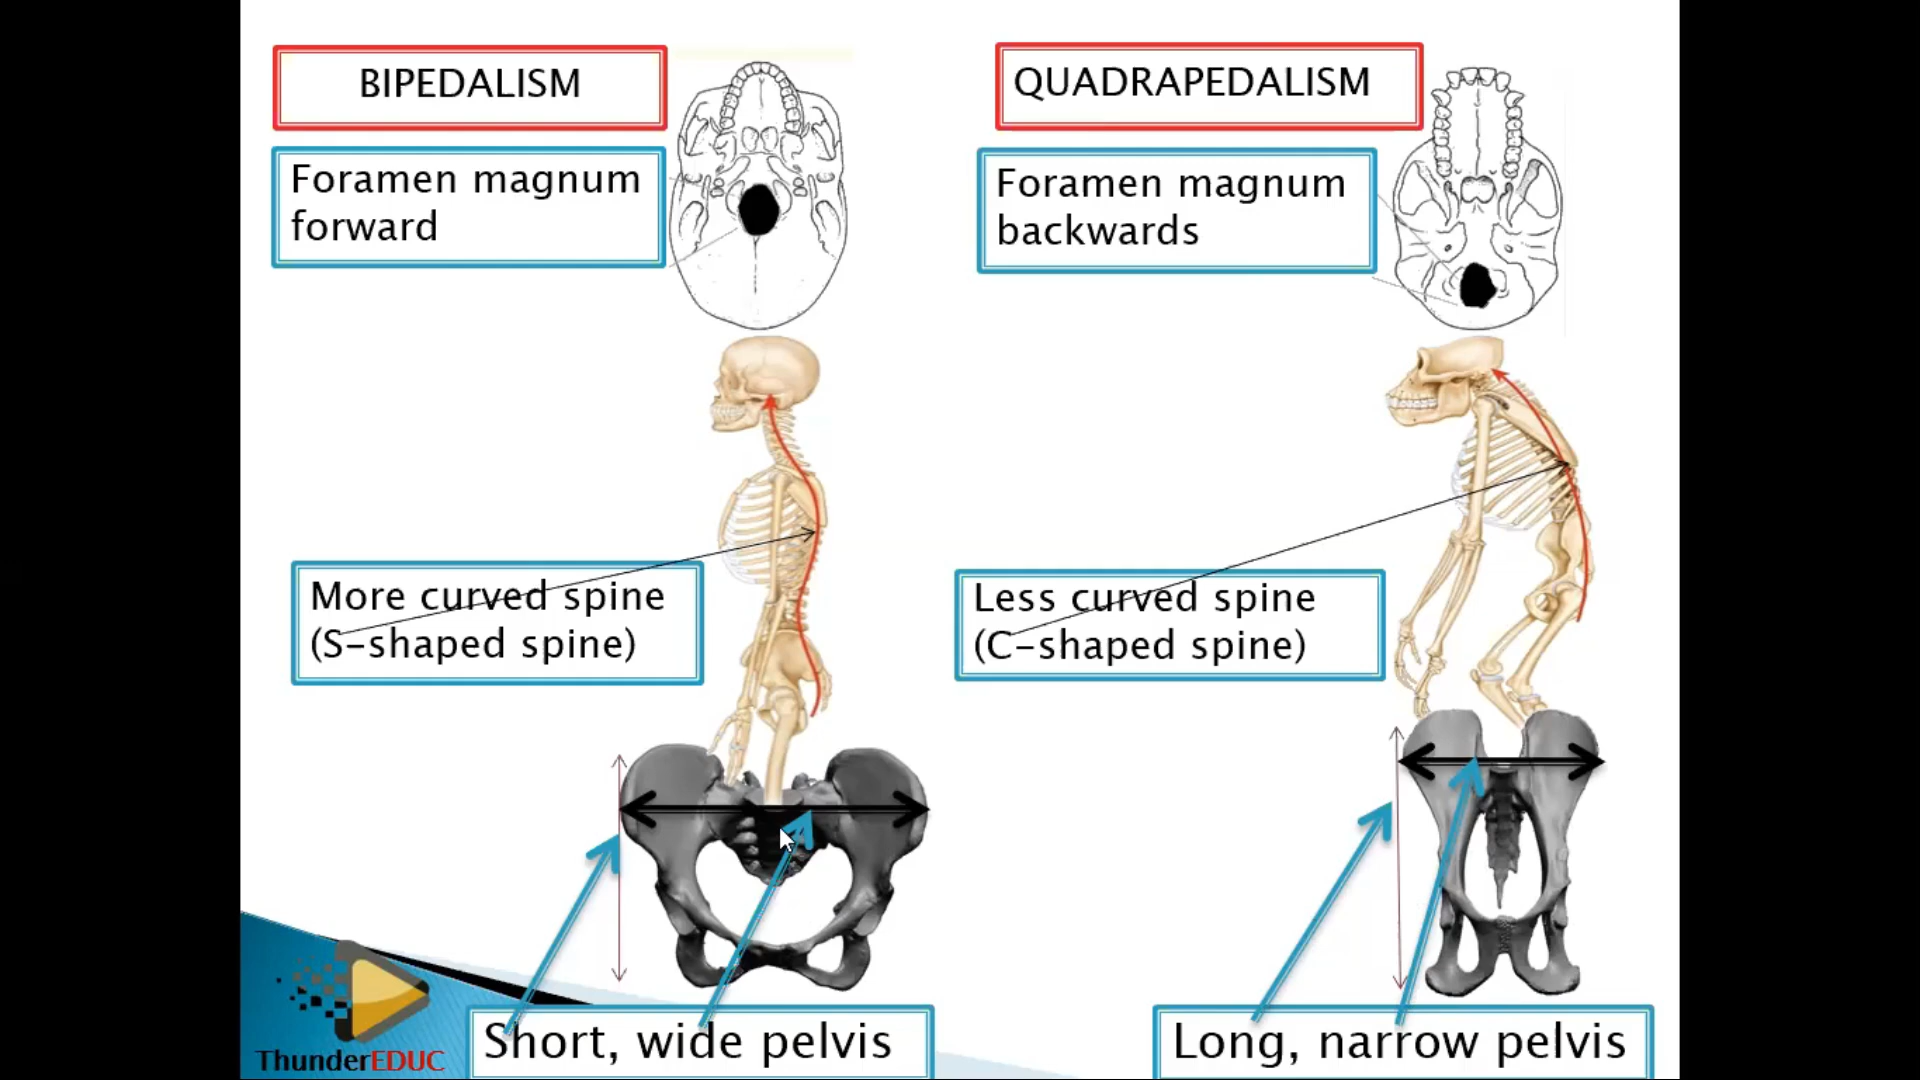 BIPEDALISM
Foramen magnum
forward
More curved spine
(S-shaped spine)
Short, wide pelvis
QUADRAPEDALISM
Foramen magnum
backwards
Less curved spine
(C-shaped spine)
Long, narrow pelvis
ThunderEDUC